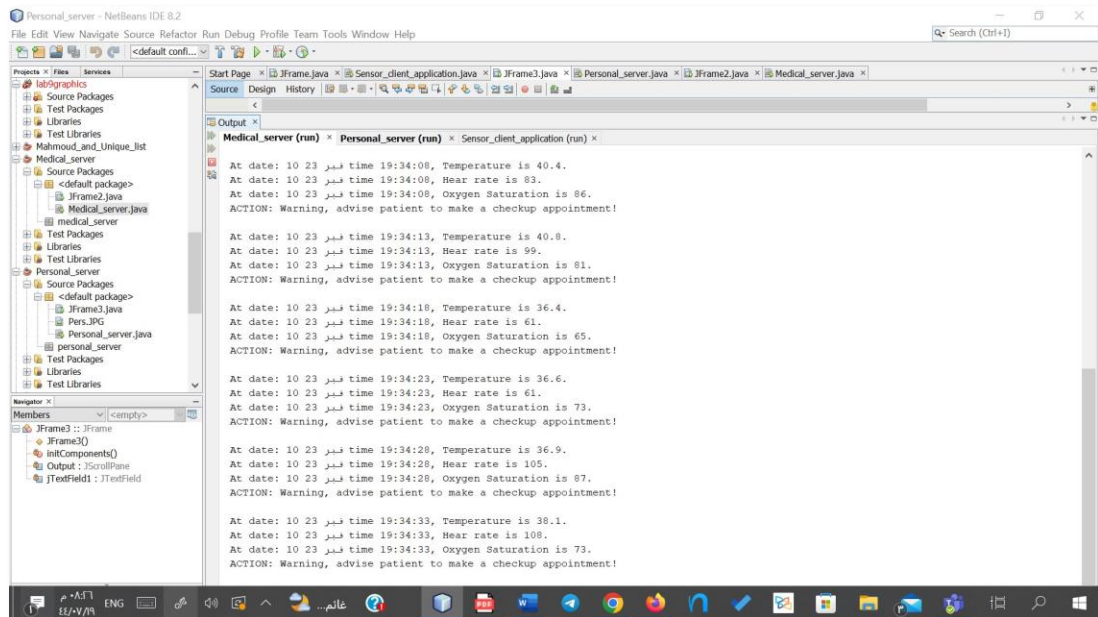 Personal_server - NetBeans IDE 8.2
File Edit View Navigate Source Refactor Run Debug Profile Team Tools Window Help
Search (Ctrl+I)
<default confi...
Projects Files Services
Start Page JFrame.java Sensor_client_application.java JFrame3.java Personal_server.java JFrame2.java Medical_server.java
Source Design History
lab9graphics
Source Packages
Test Packages
Libraries
Test Libraries
Mahmoud_and_Unique_list
Medical_server
Source Packages
<default package>
JFrame2.java
Medical_server.java
medical_server
Test Packages
Libraries
Test Libraries
Personal_server
Source Packages
<default package>
JFrame3.java
Pers.JPG
Personal_server.java
personal_server
Test Packages
Libraries
Test Libraries
Navigator
Members <empty>
JFrame3 :: JFrame
JFrame3()
initComponents()
Output : JScrollPane
jTextField1 : JTextField
Output
Medical_server (run) Personal_server (run) Sensor_client_application (run)
At date: 10 23 فبر time 19:34:08, Temperature is 40.4.
At date: 10 23 فبر time 19:34:08, Hear rate is 83.
At date: 10 23 فبر time 19:34:08, Oxygen Saturation is 86.
ACTION: Warning, advise patient to make a checkup appointment!
At date: 10 23 فبر time 19:34:13, Temperature is 40.8.
At date: 10 23 فبر time 19:34:13, Hear rate is 99.
At date: 10 23 فبر time 19:34:13, Oxygen Saturation is 81.
ACTION: Warning, advise patient to make a checkup appointment!
At date: 10 23 فبر time 19:34:18, Temperature is 36.4.
At date: 10 23 فبر time 19:34:18, Hear rate is 61.
At date: 10 23 فبر time 19:34:18, Oxygen Saturation is 65.
ACTION: Warning, advise patient to make a checkup appointment!
At date: 10 23 فبر time 19:34:23, Temperature is 36.6.
At date: 10 23 فبر time 19:34:23, Hear rate is 61.
At date: 10 23 فبر time 19:34:23, Oxygen Saturation is 73.
ACTION: Warning, advise patient to make a checkup appointment!
At date: 10 23 فبر time 19:34:28, Temperature is 36.9.
At date: 10 23 فبر time 19:34:28, Hear rate is 105.
At date: 10 23 فبر time 19:34:28, Oxygen Saturation is 87.
ACTION: Warning, advise patient to make a checkup appointment!
At date: 10 23 فبر time 19:34:33, Temperature is 38.1.
At date: 10 23 فبر time 19:34:33, Hear rate is 108.
At date: 10 23 فبر time 19:34:33, Oxygen Saturation is 73.
ACTION: Warning, advise patient to make a checkup appointment!
٠٨:٢٦ م
٤٤/٠٧/١٩
ENG
غائم...